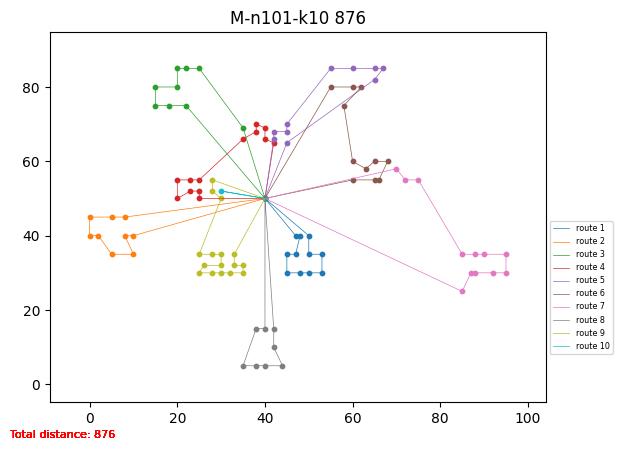 M-n101-k10 876
80
60
40
20
0
0
20
40
60
80
100
route 1
route 2
route 3
route 4
route 5
route 6
route 7
route 8
route 9
route 10
Total distance: 876